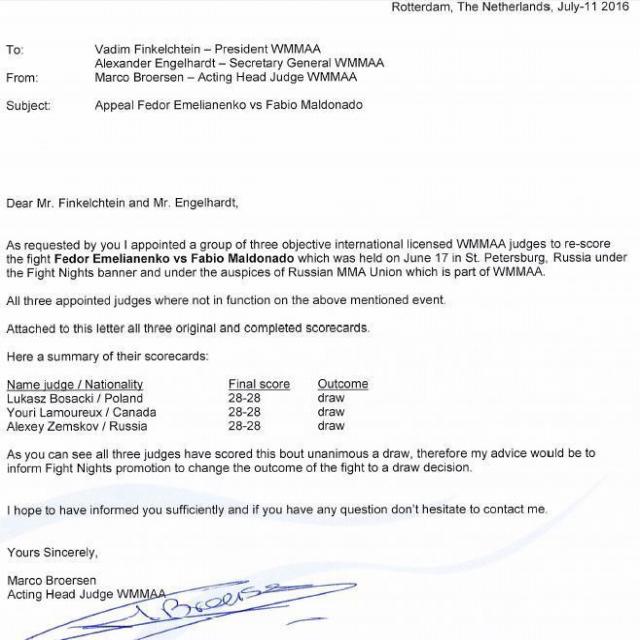 Rotterdam, The Netherlands, July-11 2016
To: Vadim Finkelchtein – President WMMAA
Alexander Engelhardt – Secretary General WMMAA
From: Marco Broersen – Acting Head Judge WMMAA
Subject: Appeal Fedor Emelianenko vs Fabio Maldonado
Dear Mr. Finkelchtein and Mr. Engelhardt,
As requested by you I appointed a group of three objective international licensed WMMAA judges to re-score
the fight Fedor Emelianenko vs Fabio Maldonado which was held on June 17 in St. Petersburg, Russia under
the Fight Nights banner and under the auspices of Russian MMA Union which is part of WMMAA.
All three appointed judges where not in function on the above mentioned event.
Attached to this letter all three original and completed scorecards.
Here a summary of their scorecards:
Name judge / Nationality Final score Outcome
Lukasz Bosacki / Poland 28-28 draw
Youri Lamoureux / Canada 28-28 draw
Alexey Zemskov / Russia 28-28 draw
As you can see all three judges have scored this bout unanimous a draw, therefore my advice would be to
inform Fight Nights promotion to change the outcome of the fight to a draw decision.
I hope to have informed you sufficiently and if you have any question don't hesitate to contact me.
Yours Sincerely,
Marco Broersen
Acting Head Judge WMMAA
Broerse